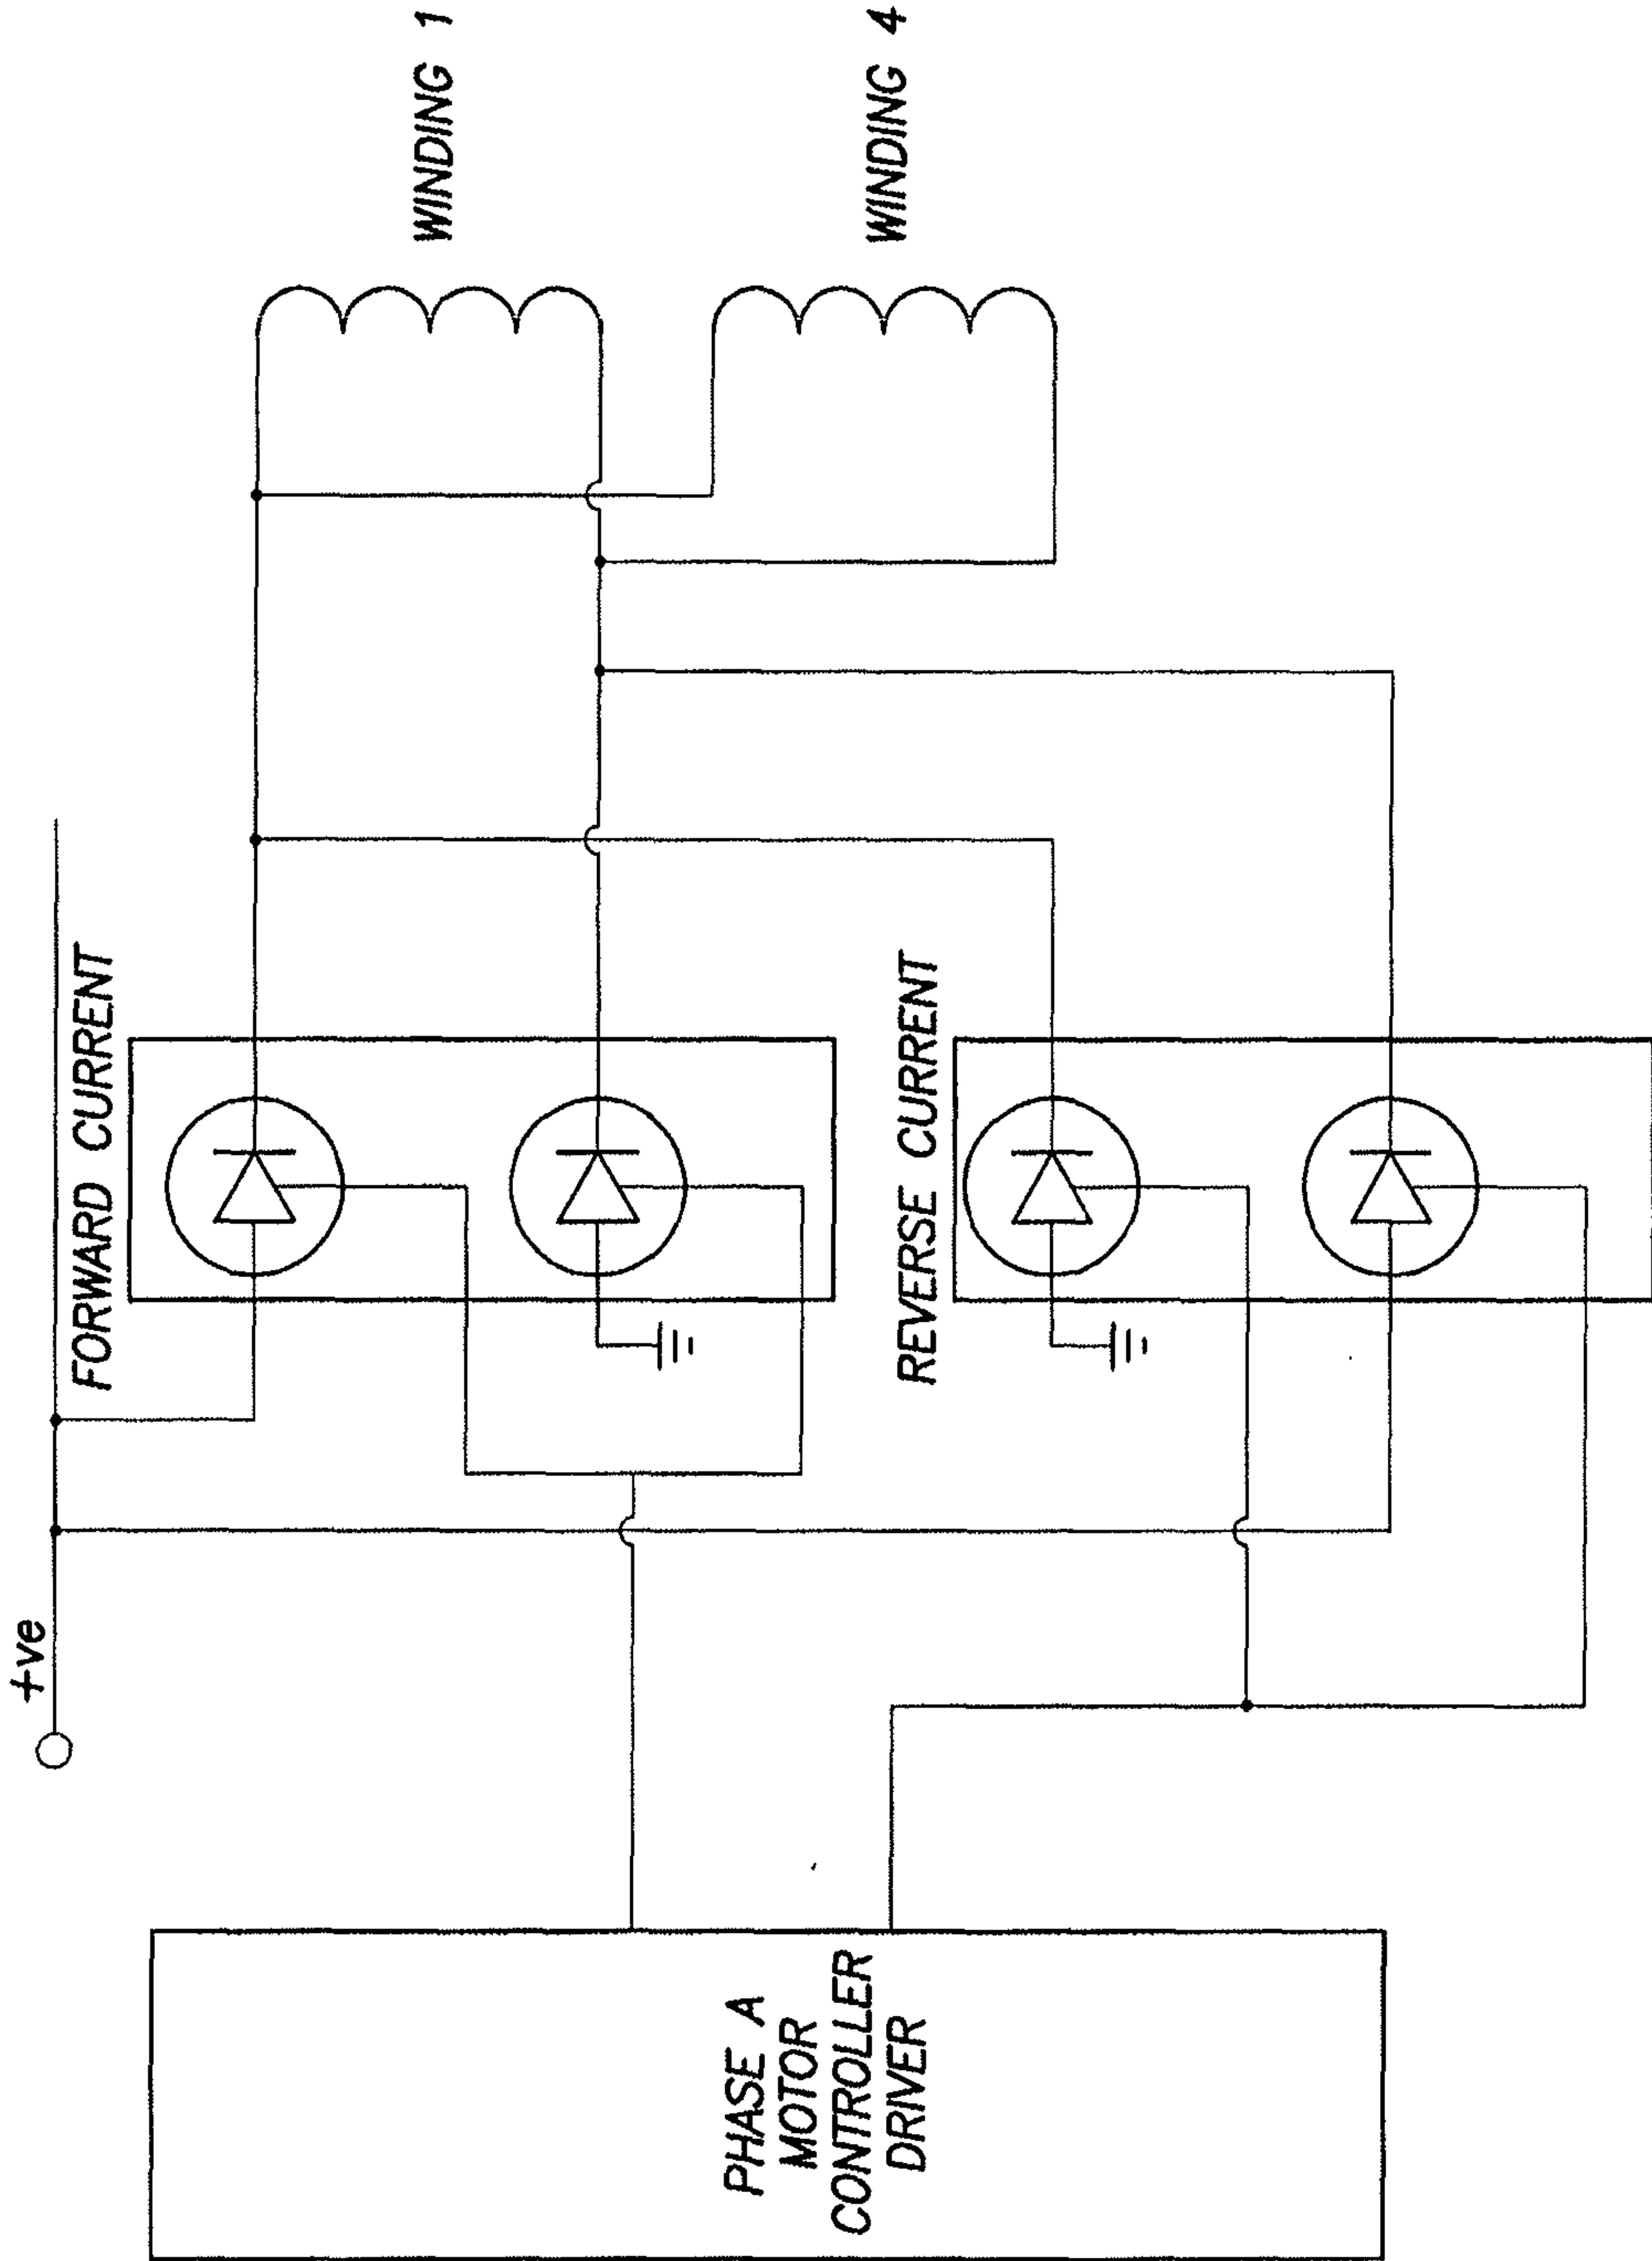 +ve
FORWARD CURRENT
WINDING 1
REVERSE CURRENT
WINDING 4
PHASE A
MOTOR
CONTROLLER
DRIVER